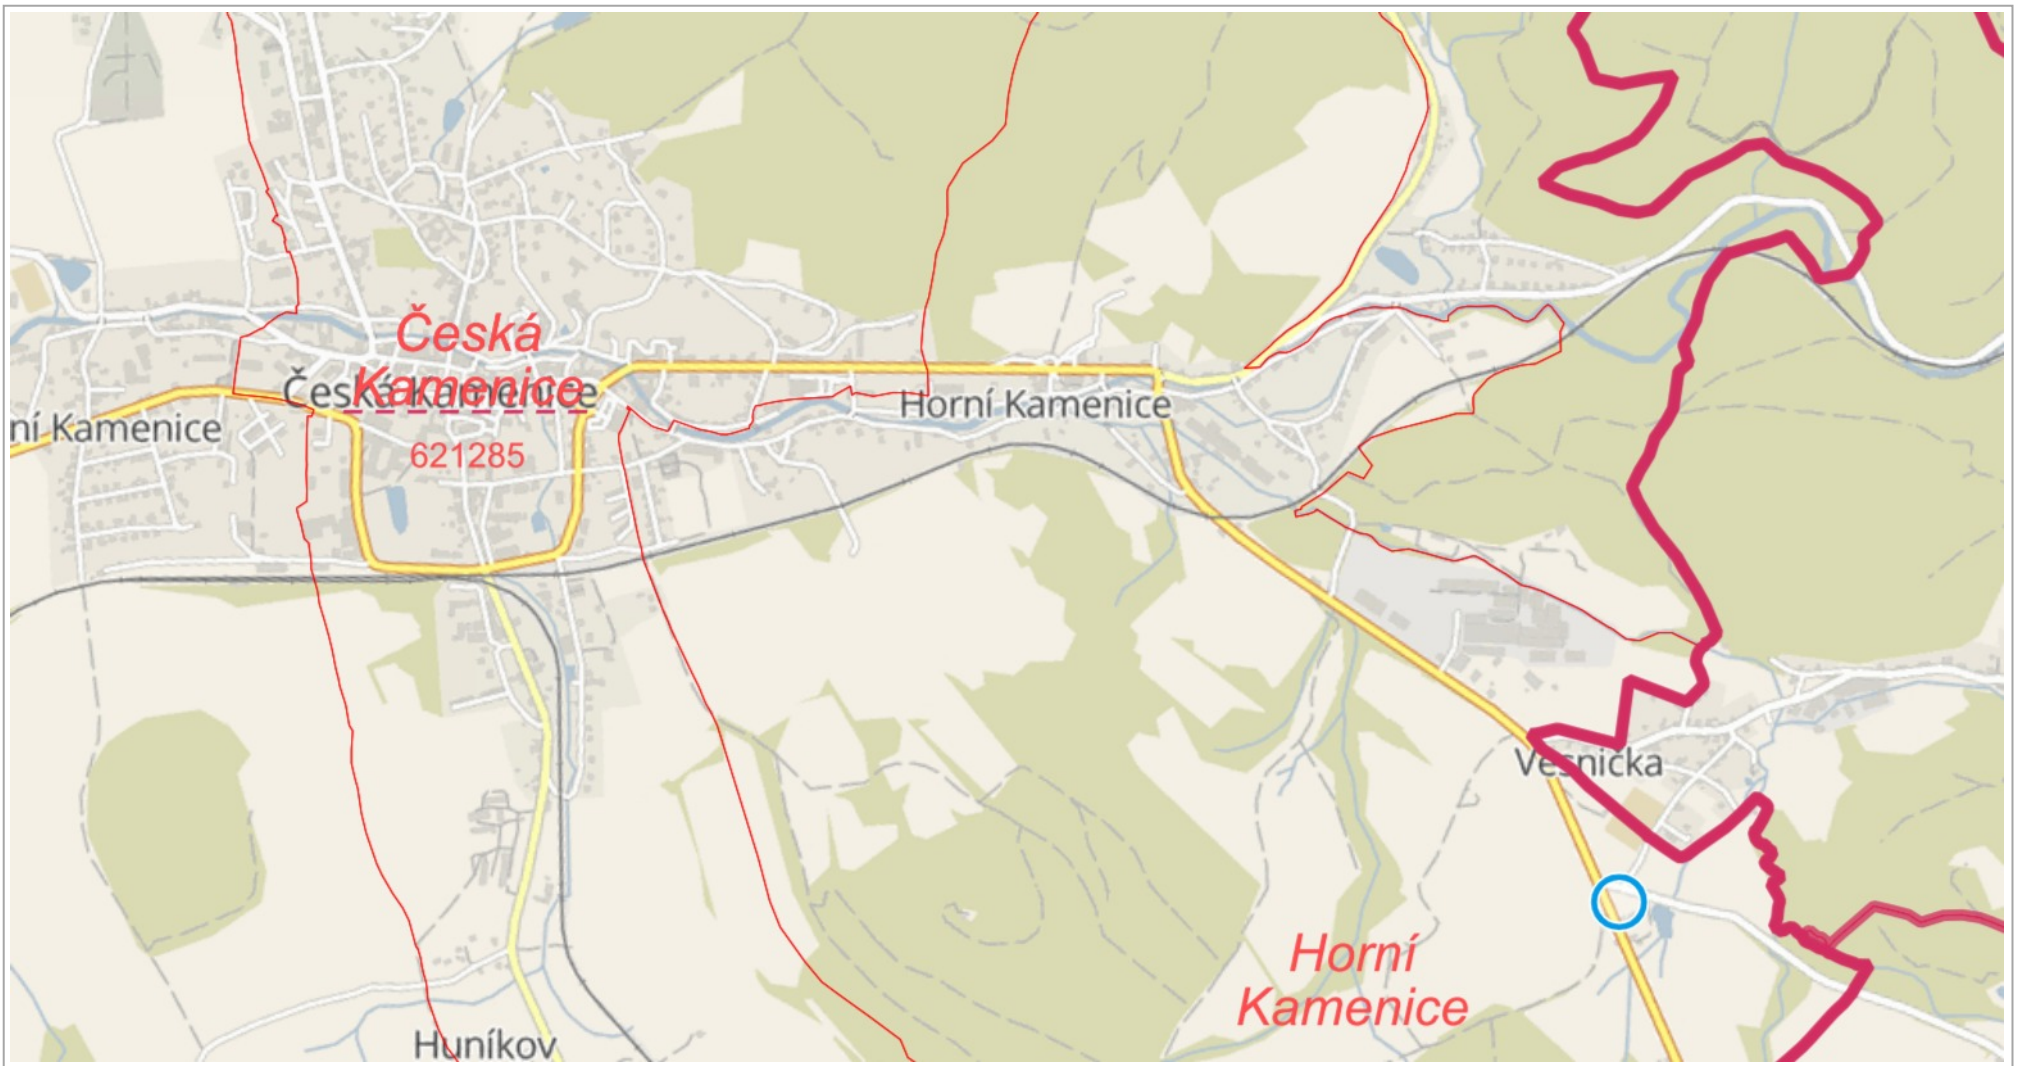 Česká
Kamenice
Česká Kamenice
ní Kamenice
Horní Kamenice
621285
Vesnička
Horní
Kamenice
Huníkov